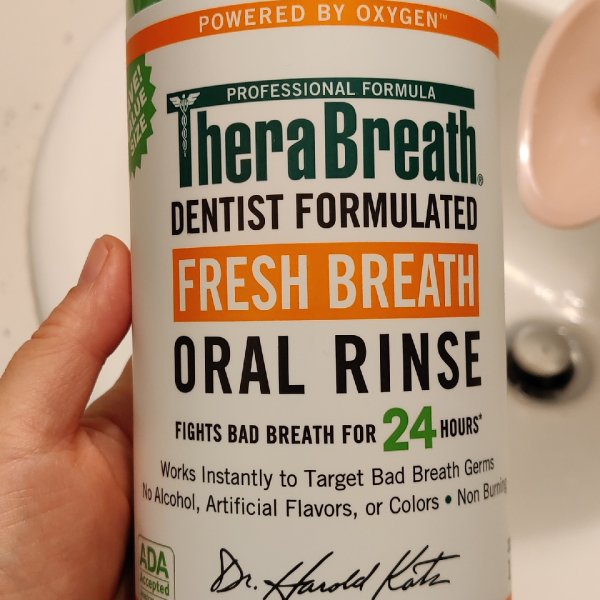 POWERED BY OXYGEN™
VALUE
SIZE
PROFESSIONAL FORMULA
TheraBreath®
DENTIST FORMULATED
FRESH BREATH
ORAL RINSE
FIGHTS BAD BREATH FOR 24 HOURS*
Works Instantly to Target Bad Breath Germs
No Alcohol, Artificial Flavors, or Colors • Non Burning
ADA
Accepted
Dr. Harold Katz